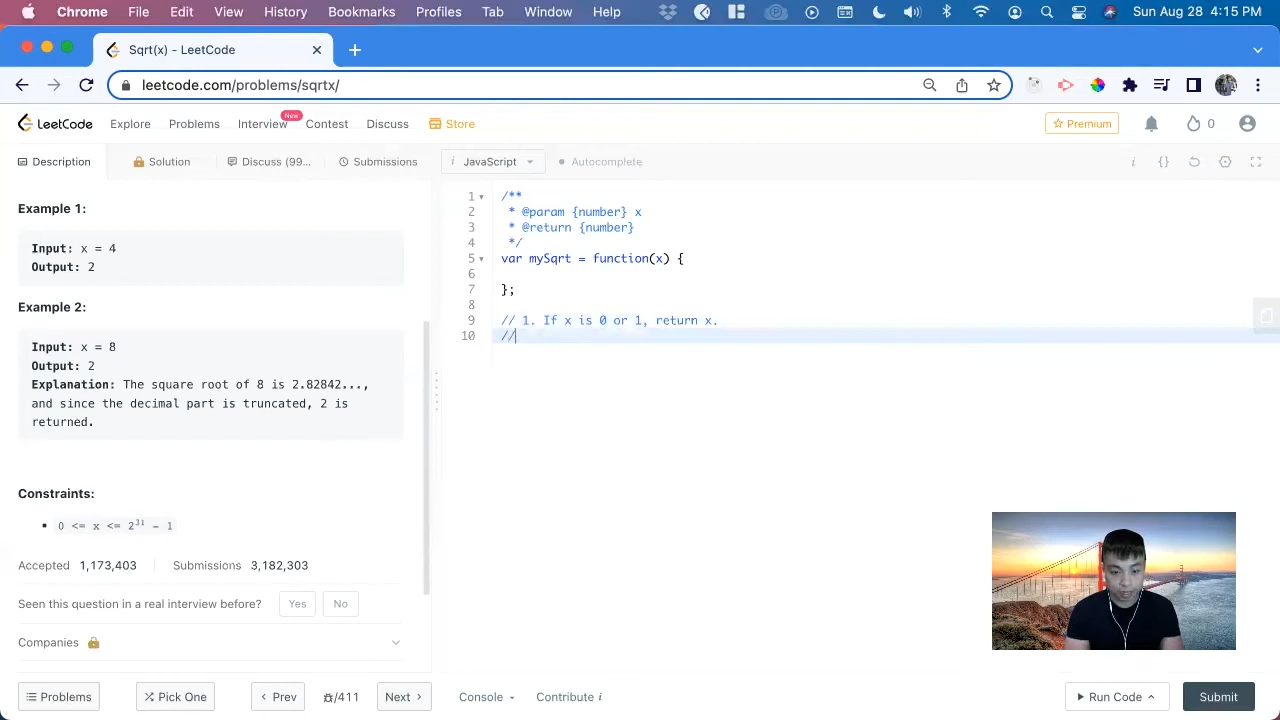 Chrome File Edit View History Bookmarks Profiles Tab Window Help Sun Aug 28 4:15 PM
Sqrt(x) - LeetCode
leetcode.com/problems/sqrtx/
LeetCode Explore Problems Interview New Contest Discuss Store Premium 0
Description Solution Discuss (99... Submissions i JavaScript Autocomplete i {}
Example 1:
Input: x = 4
Output: 2
Example 2:
Input: x = 8
Output: 2
Explanation: The square root of 8 is 2.82842...,
and since the decimal part is truncated, 2 is
returned.
Constraints:
0 <= x <= 2^31 - 1
Accepted 1,173,403 Submissions 3,182,303
Seen this question in a real interview before? Yes No
Companies
1 /**
2 * @param {number} x
3 * @return {number}
4 */
5 var mySqrt = function(x) {
6
7 };
8
9 // 1. If x is 0 or 1, return x.
10 //
Problems Pick One < Prev /411 Next > Console Contribute i Run Code Submit